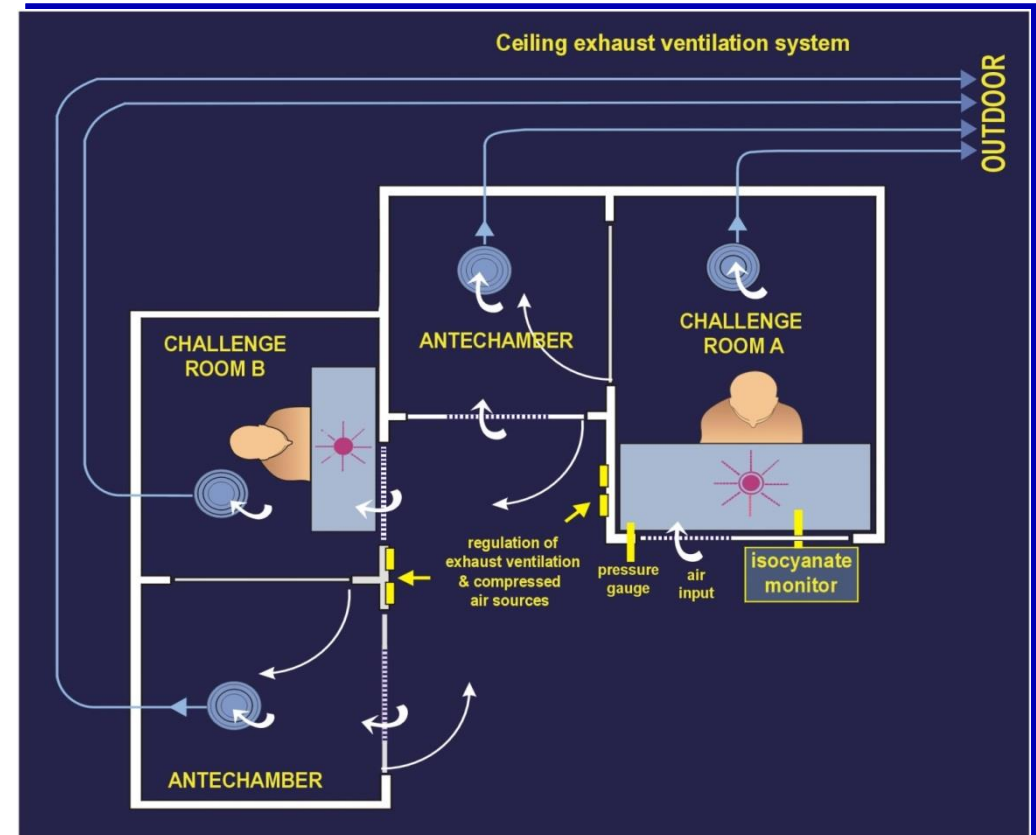 Ceiling exhaust ventilation system
OUTDOOR
CHALLENGE
ROOM B
ANTECHAMBER
CHALLENGE
ROOM A
regulation of
exhaust ventilation
& compressed
air sources
pressure
gauge
air
input
isocyanate
monitor
ANTECHAMBER